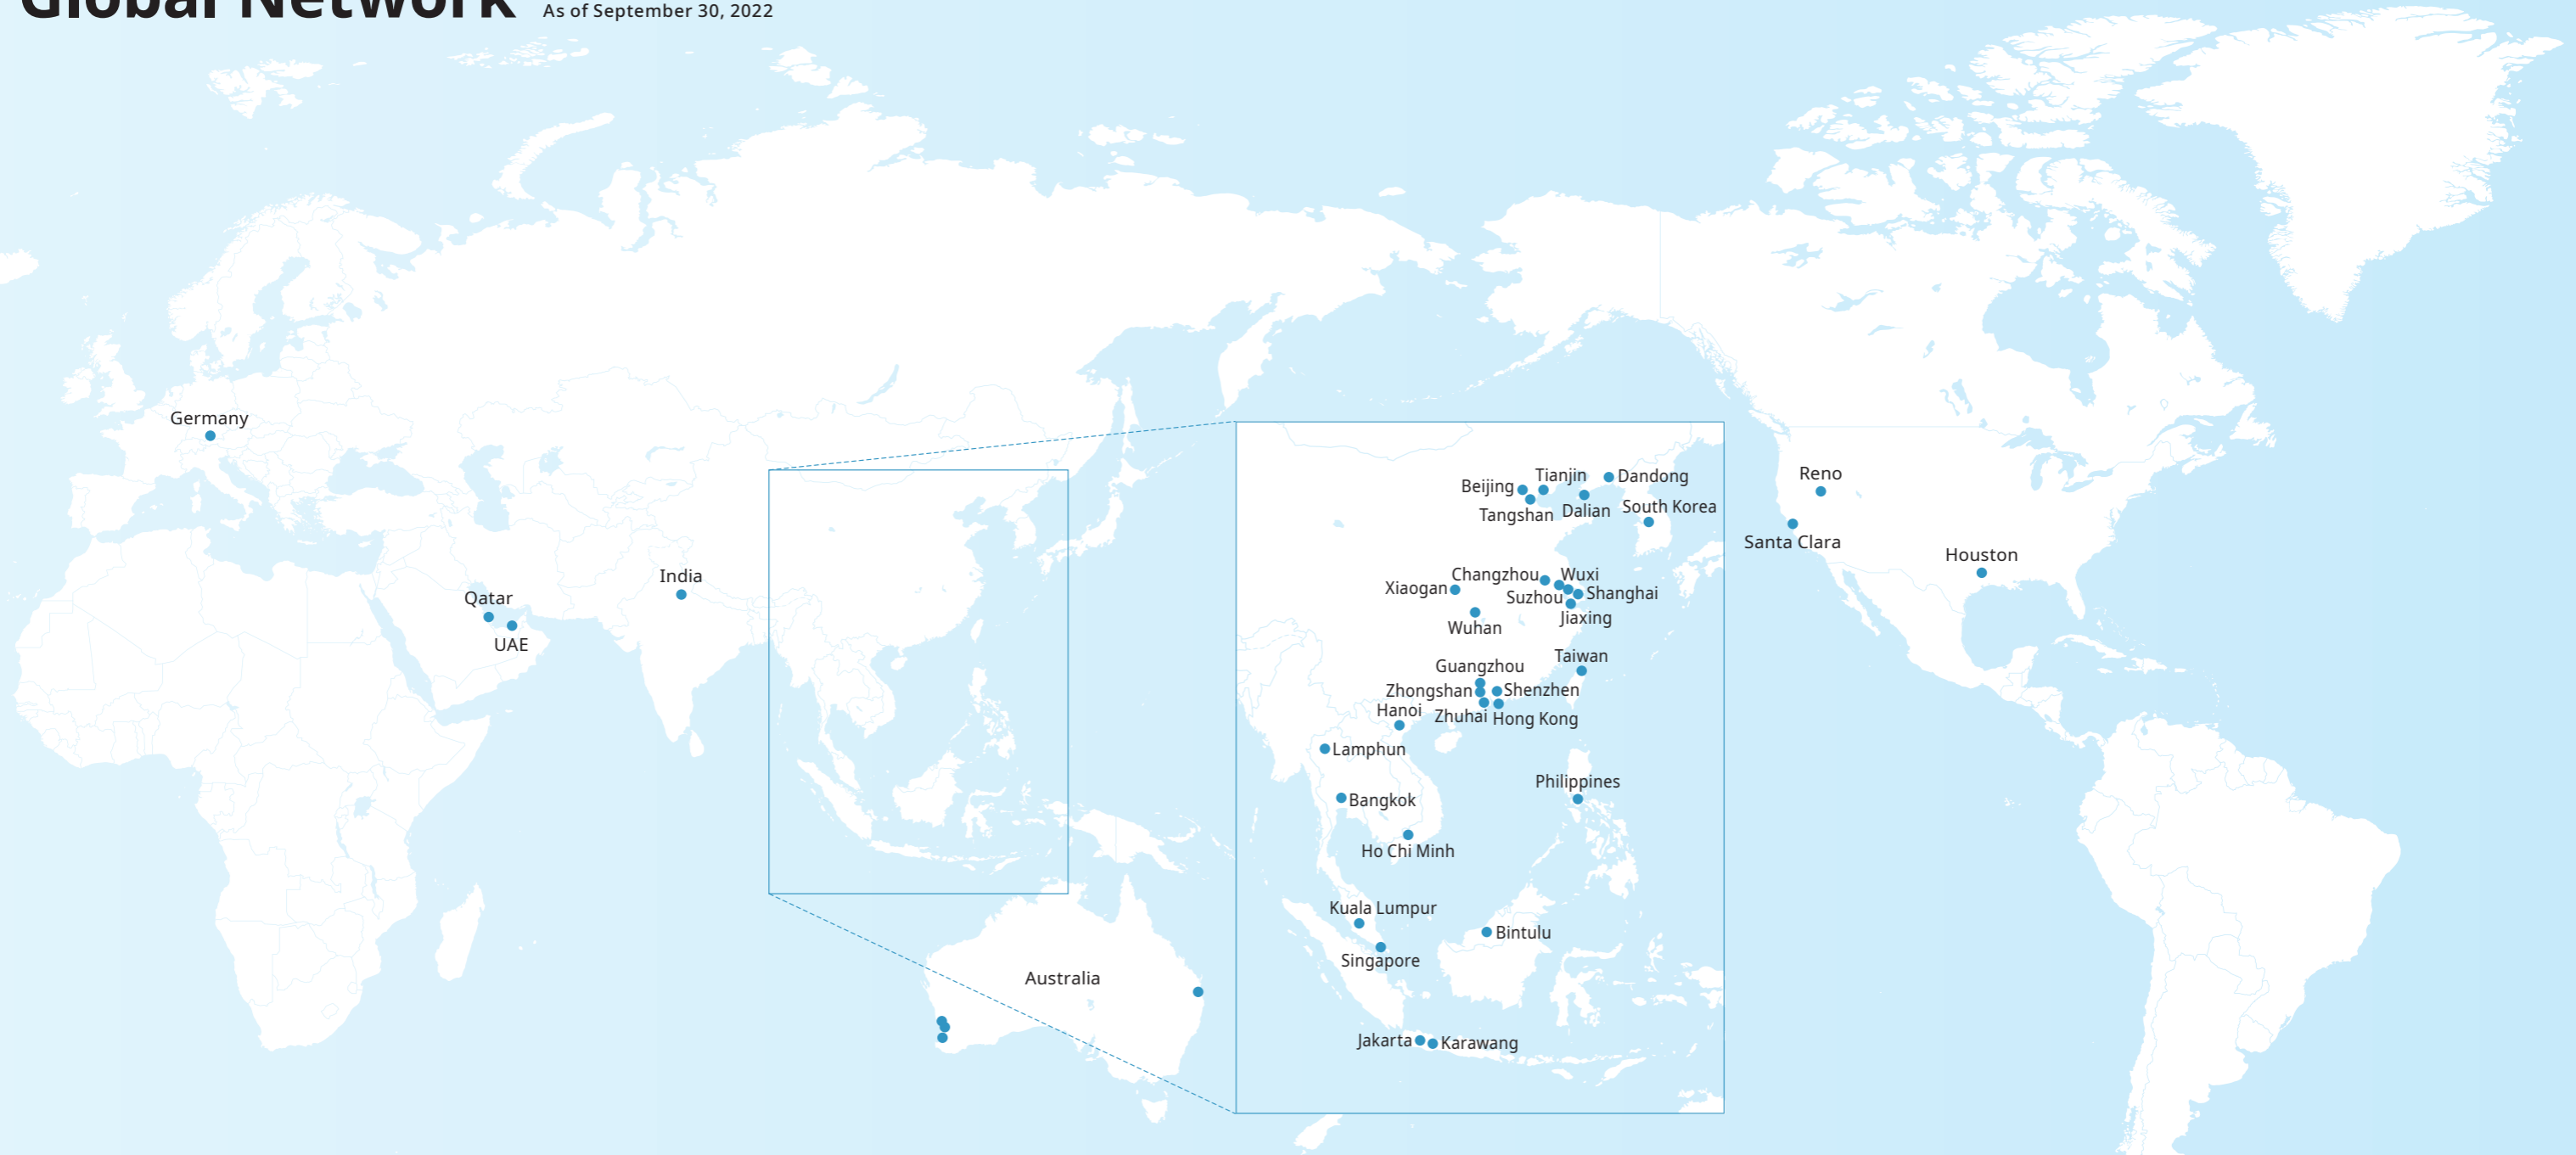 Global Network As of September 30, 2022
Germany
Qatar
UAE
India
Australia
Beijing
Tianjin
Dandong
Tangshan
Dalian
South Korea
Changzhou
Wuxi
Xiaogan
Suzhou
Shanghai
Jiaxing
Wuhan
Taiwan
Guangzhou
Zhongshan
Shenzhen
Hanoi
Zhuhai
Hong Kong
Lamphun
Philippines
Bangkok
Ho Chi Minh
Kuala Lumpur
Bintulu
Singapore
Jakarta
Karawang
Reno
Santa Clara
Houston